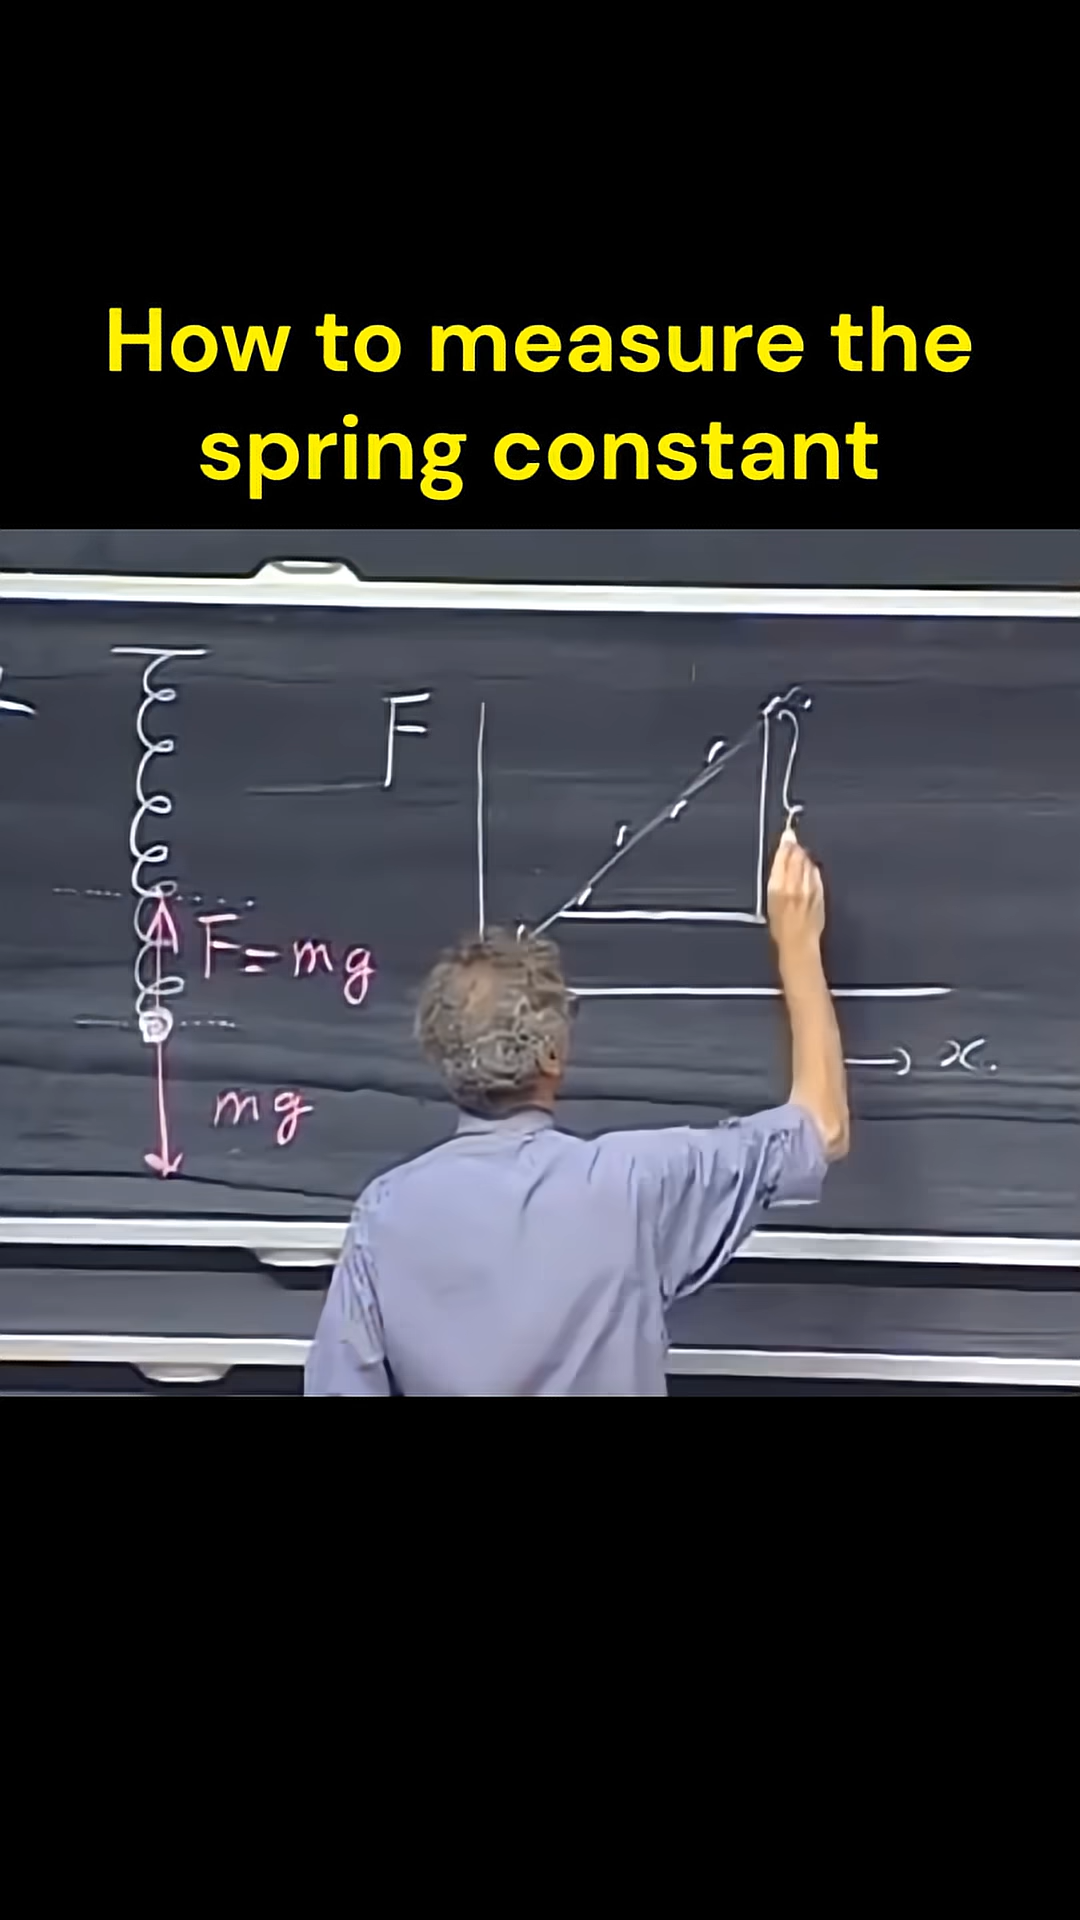 How to measure the
spring constant
F
F = mg
mg
→ x.